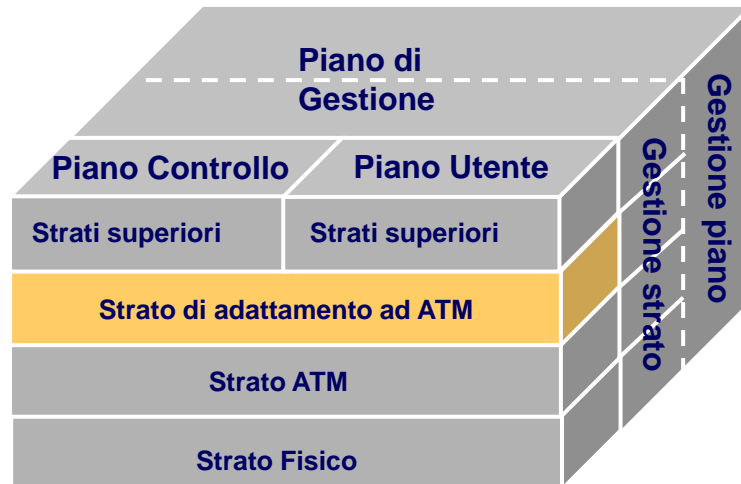 Piano di
Gestione
Piano Controllo
Piano Utente
Strati superiori
Strati superiori
Strato di adattamento ad ATM
Strato ATM
Strato Fisico
Gestione strato
Gestione piano